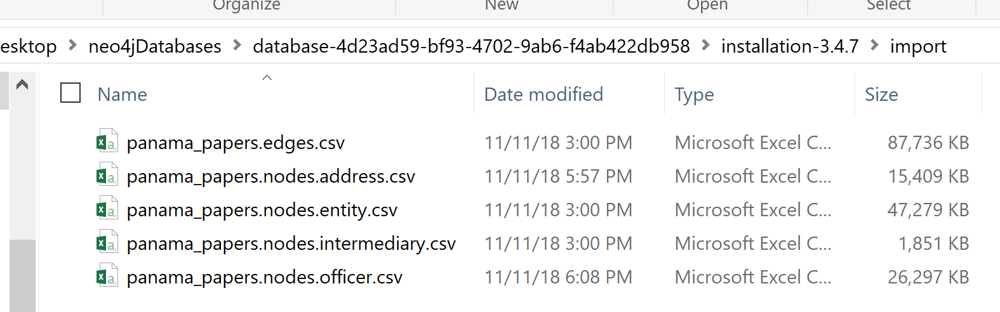 Organize New Open Select
esktop > neo4jDatabases > database-4d23ad59-bf93-4702-9ab6-f4ab422db958 > installation-3.4.7 > import
Name Date modified Type Size
panama_papers.edges.csv 11/11/18 3:00 PM Microsoft Excel C... 87,736 KB
panama_papers.nodes.address.csv 11/11/18 5:57 PM Microsoft Excel C... 15,409 KB
panama_papers.nodes.entity.csv 11/11/18 3:00 PM Microsoft Excel C... 47,279 KB
panama_papers.nodes.intermediary.csv 11/11/18 3:00 PM Microsoft Excel C... 1,851 KB
panama_papers.nodes.officer.csv 11/11/18 6:08 PM Microsoft Excel C... 26,297 KB